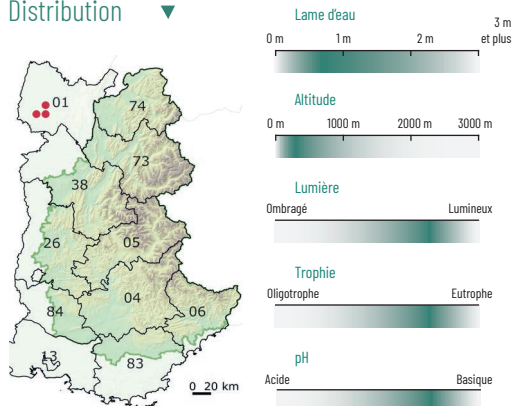 Distribution ▼
01
74
73
38
26
05
04
84
06
13
83
0 20 km
Lame d'eau
0 m 1 m 2 m 3 m et plus
Altitude
0 m 1000 m 2000 m 3000 m
Lumière
Ombragé Lumineux
Trophie
Oligotrophe Eutrophe
pH
Acide Basique